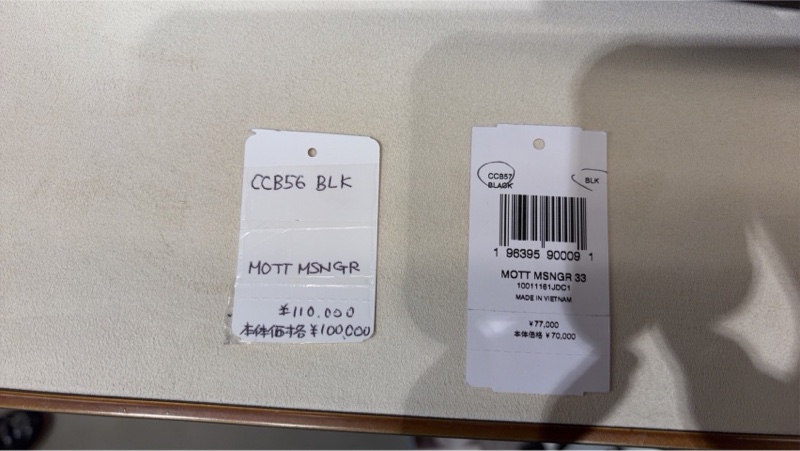 CCB56 BLK
MOTT MSNGR
¥110.000
本体価格 ¥100,000
CCB57 BLK
BLACK
1 96395 90009 1
MOTT MSNGR 33
10011161JDC1
MADE IN VIETNAM
¥77,000
本体価格 ¥70,000